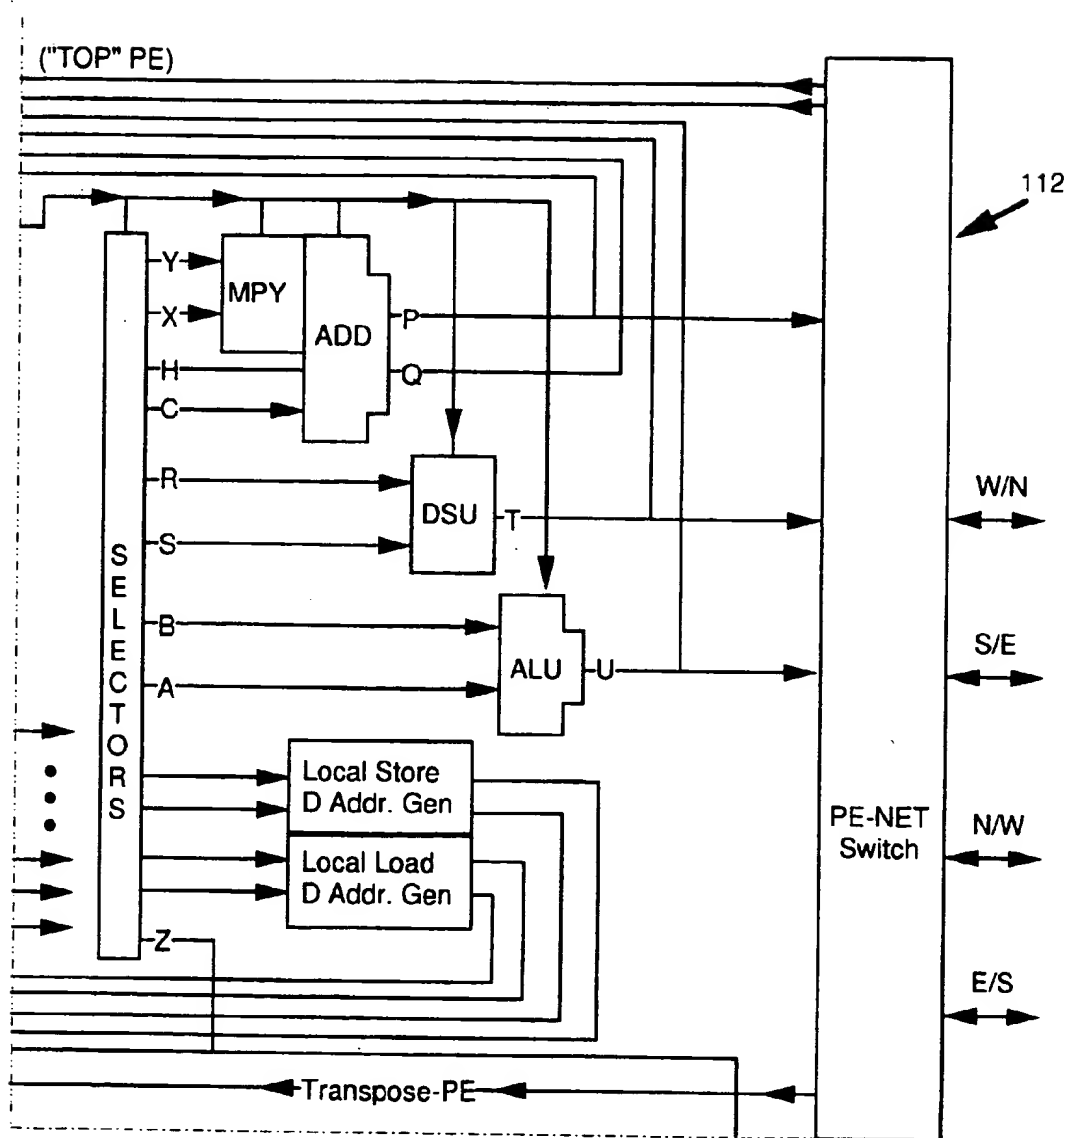 ("TOP" PE)
112
Y
MPY
X
ADD
P
H
Q
C
R
DSU
T
S
W/N
SELECTORS
B
ALU
U
A
S/E
Local Store
D Addr. Gen
Local Load
D Addr. Gen
PE-NET
Switch
N/W
Z
E/S
Transpose-PE